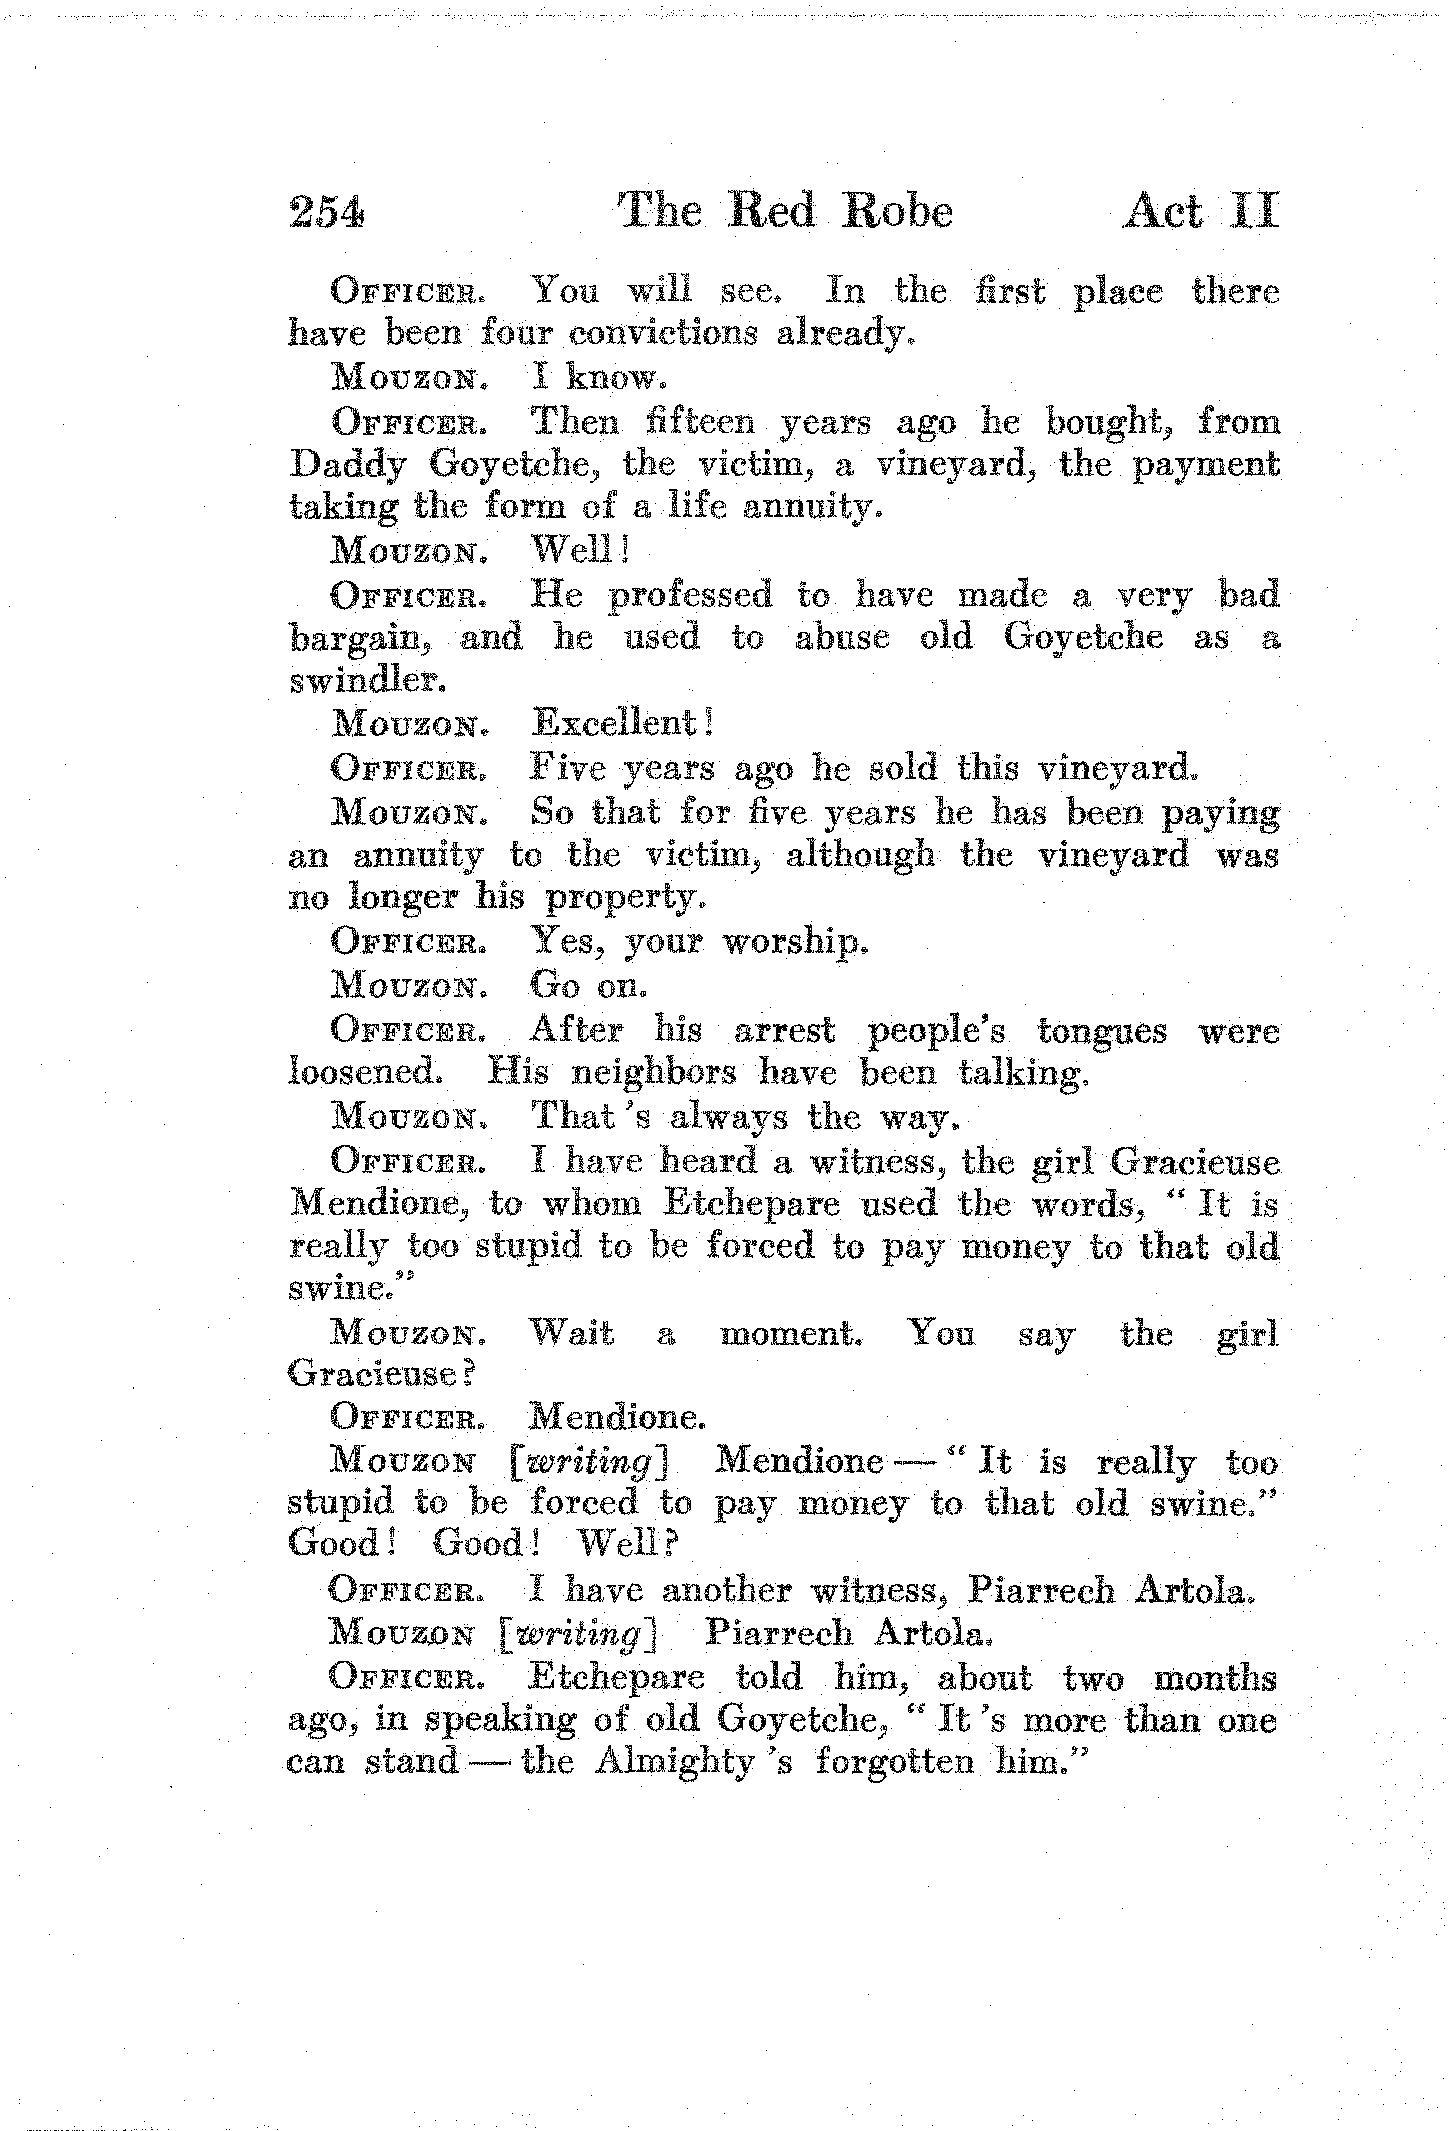 254 The Red Robe Act II
Officer. You will see. In the first place there
have been four convictions already.
Mouzon. I know.
Officer. Then fifteen years ago he bought, from
Daddy Goyetche, the victim, a vineyard, the payment
taking the form of a life annuity.
Mouzon. Well!
Officer. He professed to have made a very bad
bargain, and he used to abuse old Goyetche as a
swindler.
Mouzon. Excellent!
Officer. Five years ago he sold this vineyard.
Mouzon. So that for five years he has been paying
an annuity to the victim, although the vineyard was
no longer his property.
Officer. Yes, your worship.
Mouzon. Go on.
Officer. After his arrest people's tongues were
loosened. His neighbors have been talking.
Mouzon. That 's always the way.
Officer. I have heard a witness, the girl Gracieuse
Mendione, to whom Etchepare used the words, " It is
really too stupid to be forced to pay money to that old
swine."
Mouzon. Wait a moment. You say the girl
Gracieuse?
Officer. Mendione.
Mouzon [writing] Mendione — " It is really too
stupid to be forced to pay money to that old swine."
Good! Good! Well?
Officer. I have another witness, Piarrech Artola.
Mouzon [writing] Piarrech Artola.
Officer. Etchepare told him, about two months
ago, in speaking of old Goyetche, " It 's more than one
can stand — the Almighty 's forgotten him."